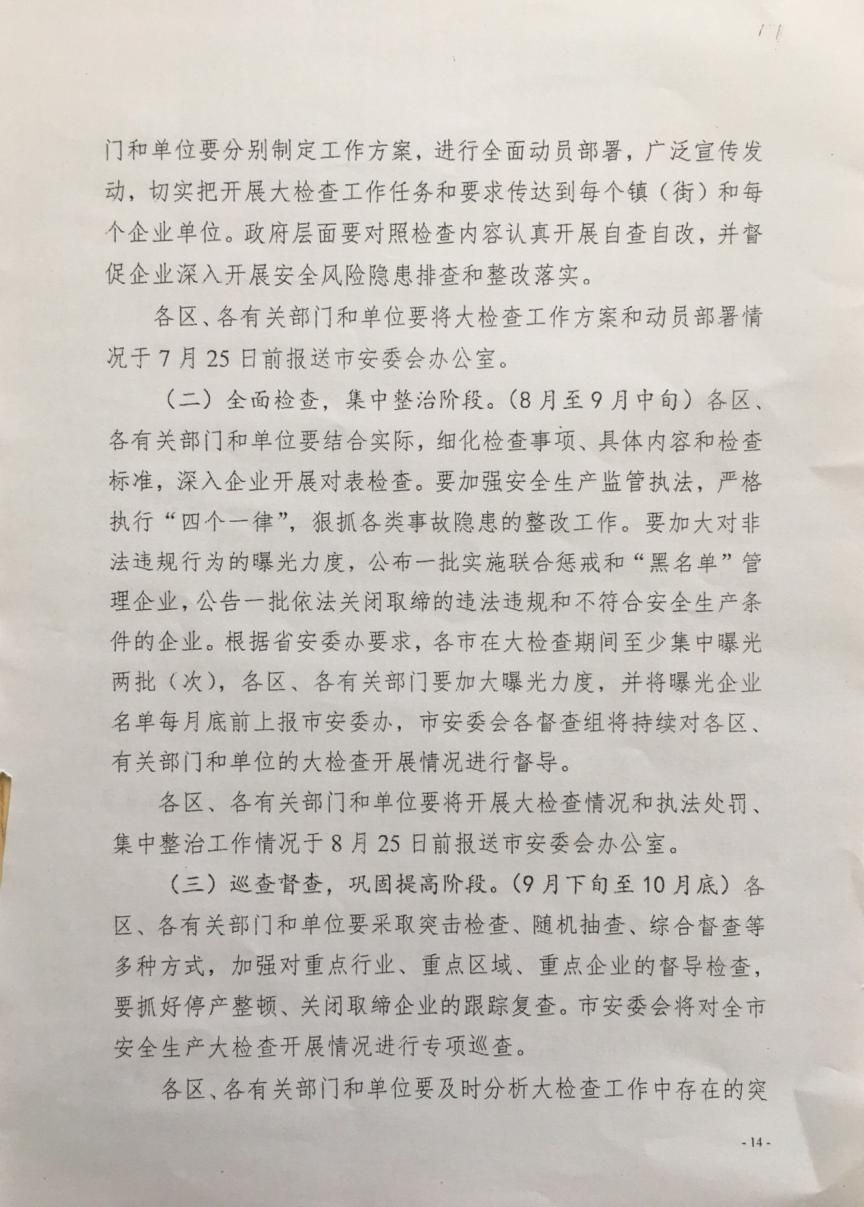 门和单位要分别制定工作方案，进行全面动员部署，广泛宣传发
动，切实把开展大检查工作任务和要求传达到每个镇（街）和每
个企业单位。政府层面要对照检查内容认真开展自查自改，并督
促企业深入开展安全风险隐患排查和整改落实。
各区、各有关部门和单位要将大检查工作方案和动员部署情
况于7月25日前报送市安委会办公室。
（二）全面检查，集中整治阶段。（8月至9月中旬）各区、
各有关部门和单位要结合实际，细化检查事项、具体内容和检查
标准，深入企业开展对表检查。要加强安全生产监管执法，严格
执行“四个一律”，狠抓各类事故隐患的整改工作。要加大对非
法违规行为的曝光力度，公布一批实施联合惩戒和“黑名单”管
理企业，公告一批依法关闭取缔的违法违规和不符合安全生产条
件的企业。根据省安委办要求，各市在大检查期间至少集中曝光
两批（次），各区、各有关部门要加大曝光力度，并将曝光企业
名单每月底前上报市安委办，市安委会各督查组将持续对各区、
有关部门和单位的大检查开展情况进行督导。
各区、各有关部门和单位要将开展大检查情况和执法处罚、
集中整治工作情况于8月25日前报送市安委会办公室。
（三）巡查督查，巩固提高阶段。（9月下旬至10月底）各
区、各有关部门和单位要采取突击检查、随机抽查、综合督查等
多种方式，加强对重点行业、重点区域、重点企业的督导检查，
要抓好停产整顿、关闭取缔企业的跟踪复查。市安委会将对全市
安全生产大检查开展情况进行专项巡查。
各区、各有关部门和单位要及时分析大检查工作中存在的突
- 14 -